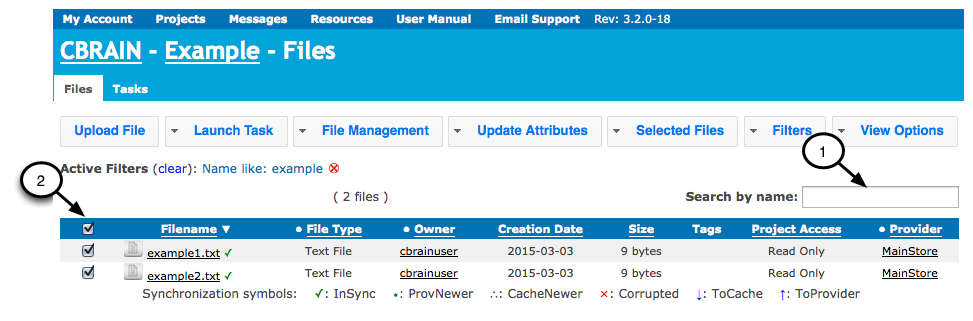 My Account Projects Messages Resources User Manual Email Support Rev: 3.2.0-18
CBRAIN - Example - Files
Files Tasks
Upload File Launch Task File Management Update Attributes Selected Files Filters View Options
1
Active Filters (clear): Name like: example
2
( 2 files ) Search by name:
Filename ▼ • File Type • Owner Creation Date Size Tags Project Access • Provider
example1.txt ✓ Text File cbrainuser 2015-03-03 9 bytes Read Only MainStore
example2.txt ✓ Text File cbrainuser 2015-03-03 9 bytes Read Only MainStore
Synchronization symbols: ✓: InSync •: ProvNewer ∴: CacheNewer ×: Corrupted ↓: ToCache ↑: ToProvider